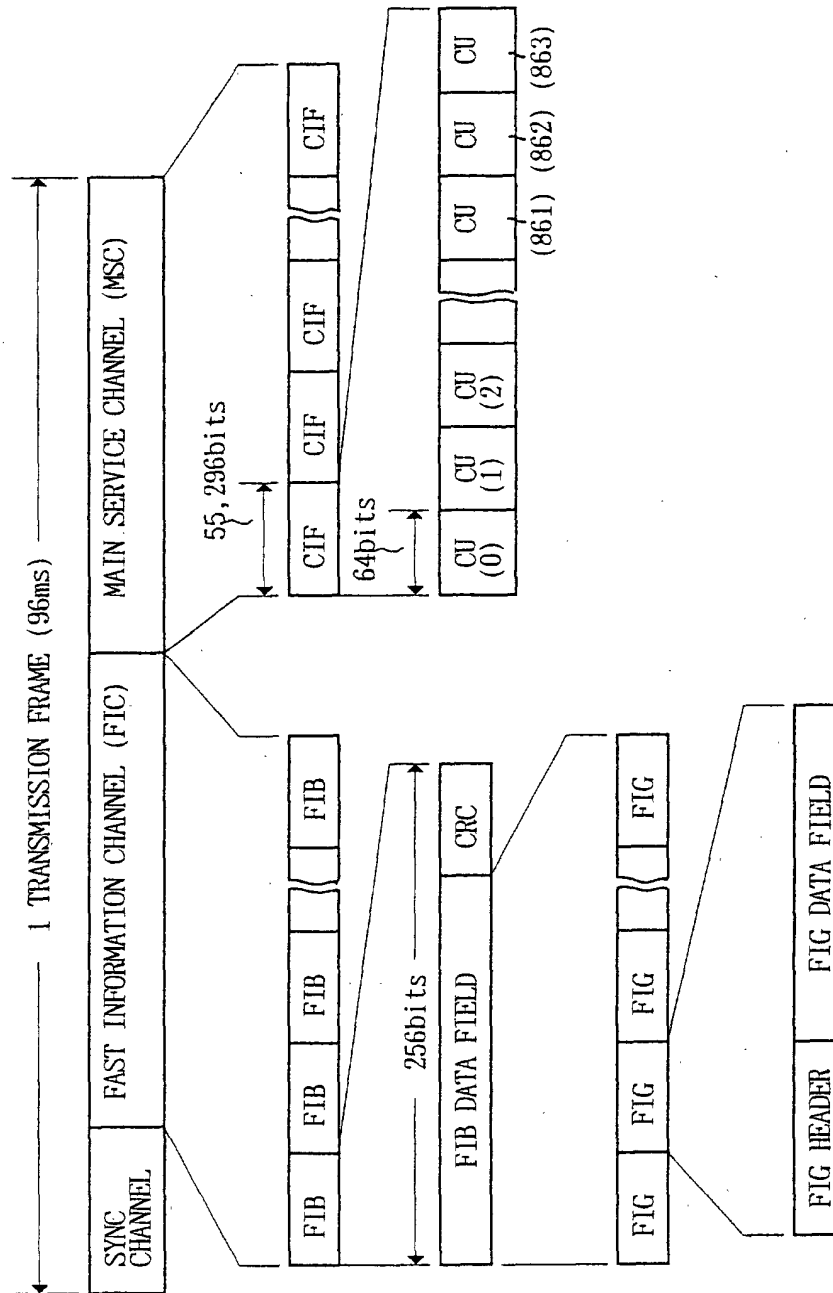 1 TRANSMISSION FRAME (96ms)
SYNC
CHANNEL
FAST INFORMATION CHANNEL (FIC)
MAIN SERVICE CHANNEL (MSC)
FIB
FIB
FIB
FIB
256bits
FIB DATA FIELD
CRC
FIG
FIG
FIG
FIG
FIG HEADER
FIG DATA FIELD
55,296bits
CIF
CIF
CIF
CIF
64bits
CU
(0)
CU
(1)
CU
(2)
CU
(861)
CU
(862)
CU
(863)